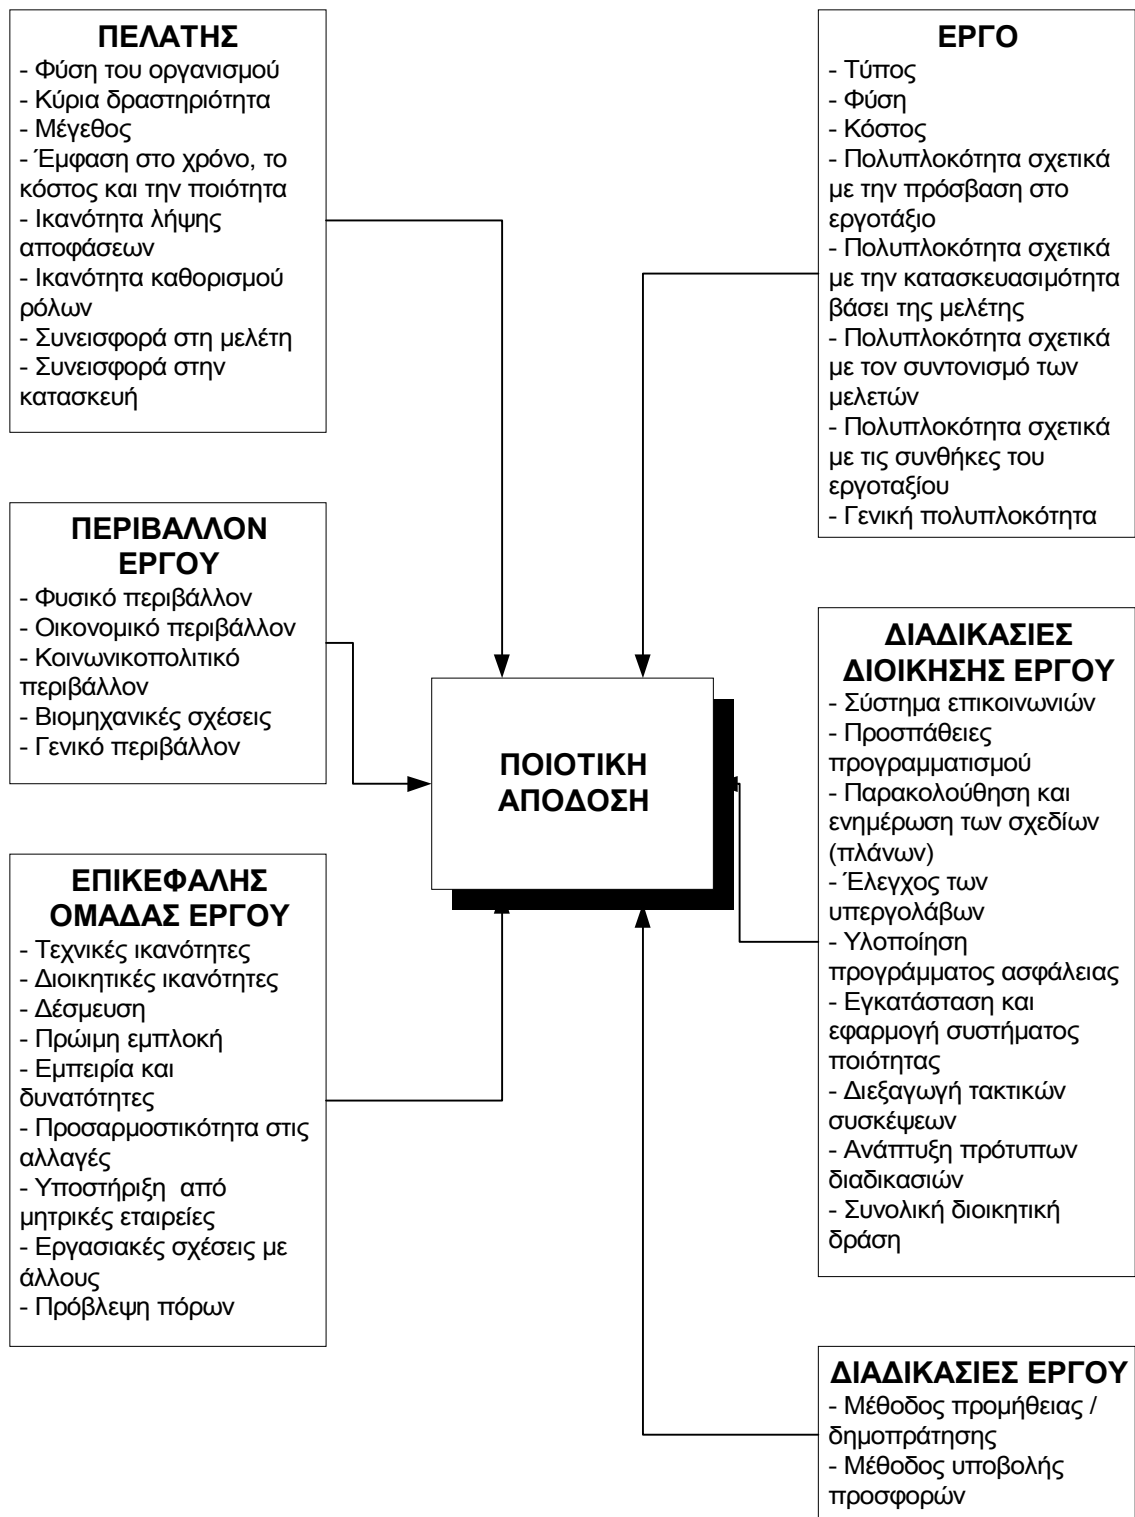 ΠΕΛΑΤΗΣ
- Φύση του οργανισμού
- Κύρια δραστηριότητα
- Μέγεθος
- Έμφαση στο χρόνο, το
κόστος και την ποιότητα
- Ικανότητα λήψης
αποφάσεων
- Ικανότητα καθορισμού
ρόλων
- Συνεισφορά στη μελέτη
- Συνεισφορά στην
κατασκευή
ΕΡΓΟ
- Τύπος
- Φύση
- Κόστος
- Πολυπλοκότητα σχετικά
με την πρόσβαση στο
εργοτάξιο
- Πολυπλοκότητα σχετικά
με την κατασκευασιμότητα
βάσει της μελέτης
- Πολυπλοκότητα σχετικά
με τον συντονισμό των
μελετών
- Πολυπλοκότητα σχετικά
με τις συνθήκες του
εργοταξίου
- Γενική πολυπλοκότητα
ΠΕΡΙΒΑΛΛΟΝ
ΕΡΓΟΥ
- Φυσικό περιβάλλον
- Οικονομικό περιβάλλον
- Κοινωνικοπολιτικό
περιβάλλον
- Βιομηχανικές σχέσεις
- Γενικό περιβάλλον
ΠΟΙΟΤΙΚΗ
ΑΠΟΔΟΣΗ
ΔΙΑΔΙΚΑΣΙΕΣ
ΔΙΟΙΚΗΣΗΣ ΕΡΓΟΥ
- Σύστημα επικοινωνιών
- Προσπάθειες
προγραμματισμού
- Παρακολούθηση και
ενημέρωση των σχεδίων
(πλάνων)
- Έλεγχος των
υπεργολάβων
- Υλοποίηση
προγράμματος ασφάλειας
- Εγκατάσταση και
εφαρμογή συστήματος
ποιότητας
- Διεξαγωγή τακτικών
συσκέψεων
- Ανάπτυξη πρότυπων
διαδικασιών
- Συνολική διοικητική
δράση
ΕΠΙΚΕΦΑΛΗΣ
ΟΜΑΔΑΣ ΕΡΓΟΥ
- Τεχνικές ικανότητες
- Διοικητικές ικανότητες
- Δέσμευση
- Πρώιμη εμπλοκή
- Εμπειρία και
δυνατότητες
- Προσαρμοστικότητα στις
αλλαγές
- Υποστήριξη από
μητρικές εταιρείες
- Εργασιακές σχέσεις με
άλλους
- Πρόβλεψη πόρων
ΔΙΑΔΙΚΑΣΙΕΣ ΕΡΓΟΥ
- Μέθοδος προμήθειας /
δημοπράτησης
- Μέθοδος υποβολής
προσφορών